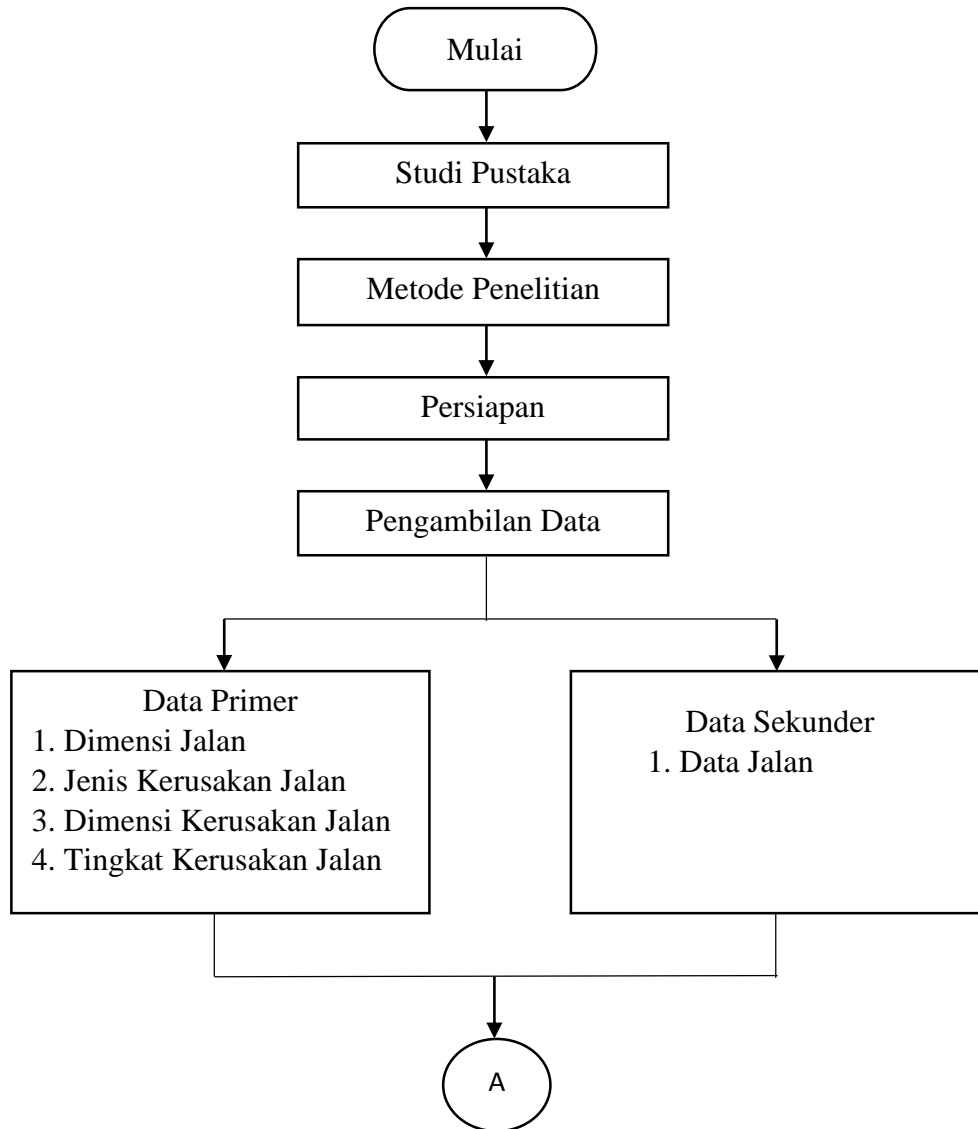 Mulai
Studi Pustaka
Metode Penelitian
Persiapan
Pengambilan Data
Data Primer
1. Dimensi Jalan
2. Jenis Kerusakan Jalan
3. Dimensi Kerusakan Jalan
4. Tingkat Kerusakan Jalan
Data Sekunder
1. Data Jalan
A